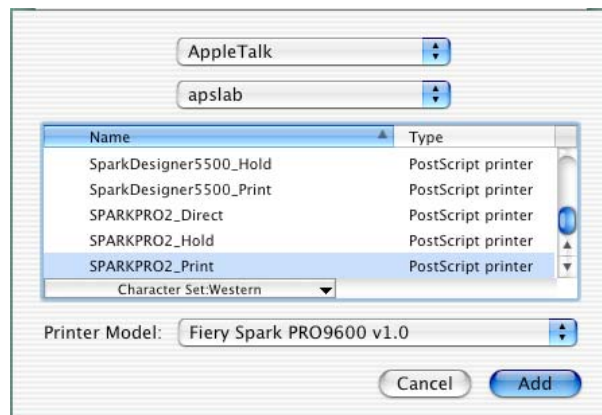 AppleTalk
apslab
Name Type
SparkDesigner5500_Hold PostScript printer
SparkDesigner5500_Print PostScript printer
SPARKPRO2_Direct PostScript printer
SPARKPRO2_Hold PostScript printer
SPARKPRO2_Print PostScript printer
Character Set:Western
Printer Model: Fiery Spark PRO9600 v1.0
Cancel Add